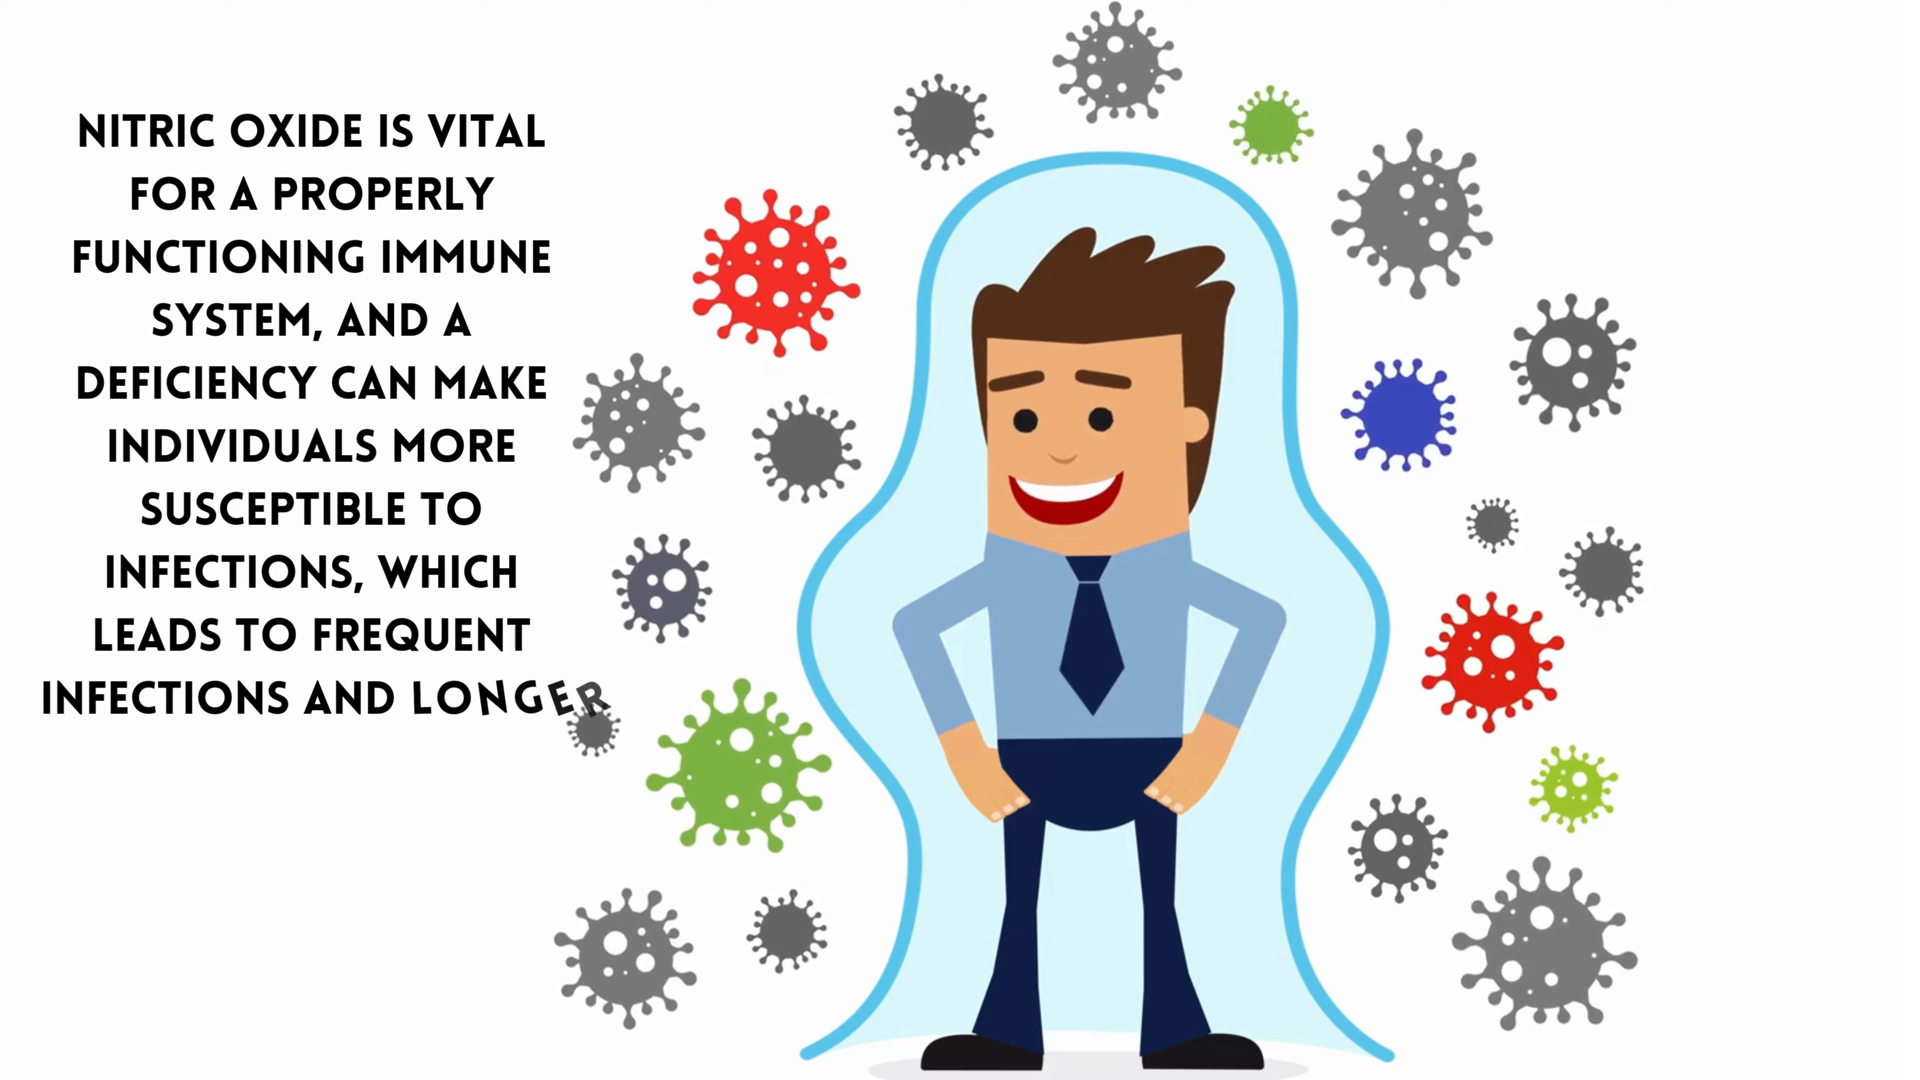 NITRIC OXIDE IS VITAL
FOR A PROPERLY
FUNCTIONING IMMUNE
SYSTEM, AND A
DEFICIENCY CAN MAKE
INDIVIDUALS MORE
SUSCEPTIBLE TO
INFECTIONS, WHICH
LEADS TO FREQUENT
INFECTIONS AND LONGER